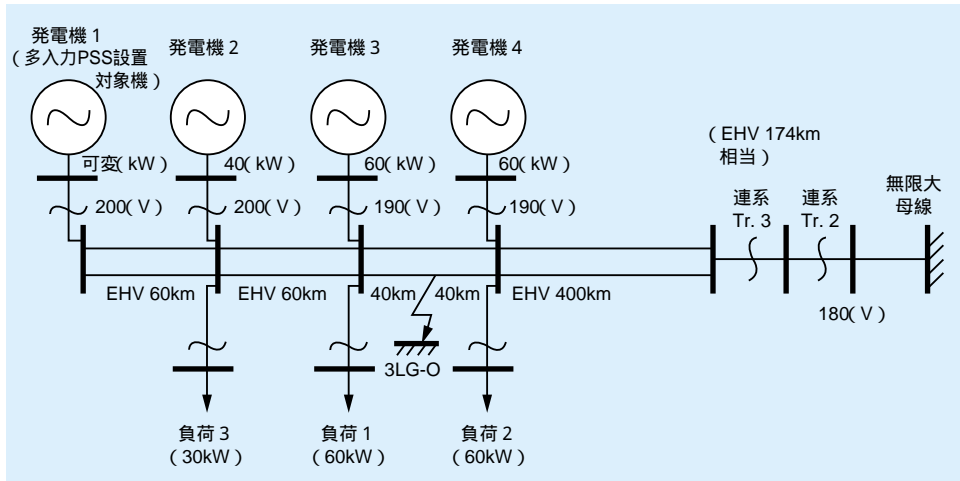 発電機 1
（多入力PSS設置
対象機）
発電機 2
発電機 3
発電機 4
可変（kW）
40（kW）
60（kW）
60（kW）
（EHV 174km
相当）
連系
Tr. 3
連系
Tr. 2
無限大
母線
200（V）
200（V）
190（V）
190（V）
EHV 60km
EHV 60km
40km
40km
EHV 400km
180（V）
3LG-O
負荷 3
（30kW）
負荷 1
（60kW）
負荷 2
（60kW）